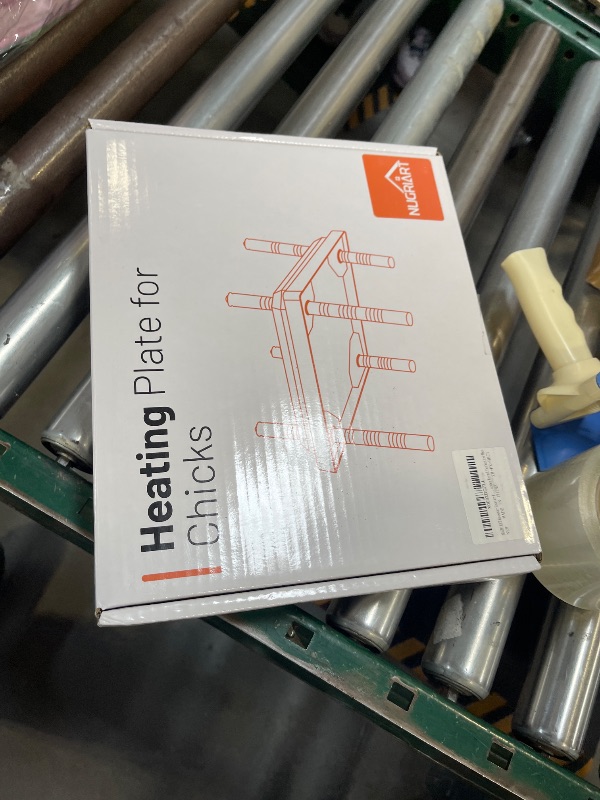 NUGRIART
Heating Plate for
Chicks